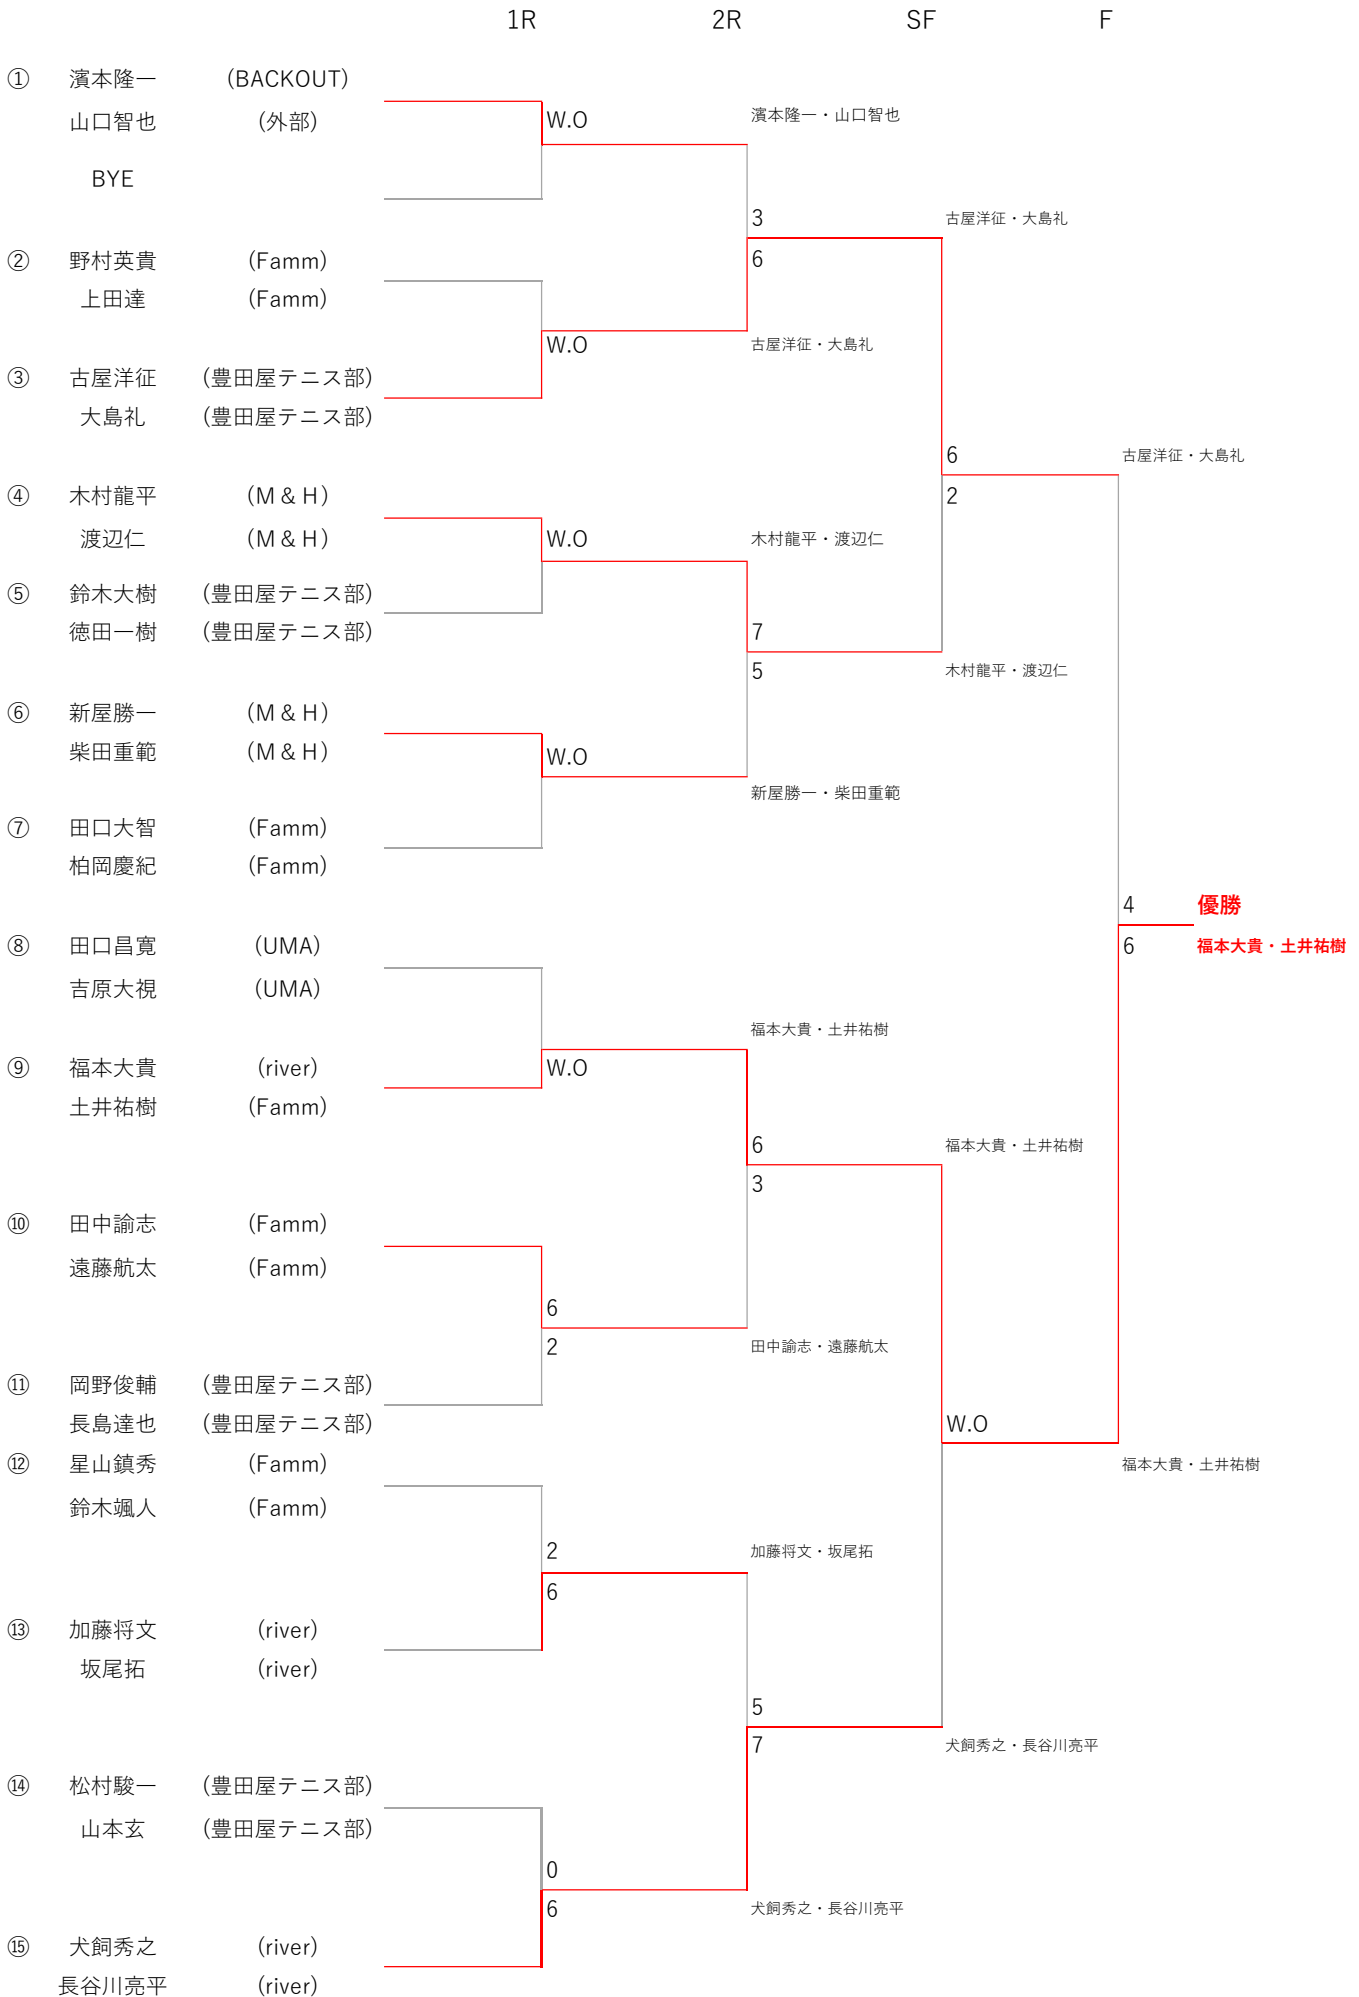 1R 2R SF F
① 濱本隆一 (BACKOUT)
山口智也 (外部) W.O 濱本隆一・山口智也
BYE
3 古屋洋征・大島礼
② 野村英貴 (Famm) 6
上田達 (Famm)
W.O 古屋洋征・大島礼
③ 古屋洋征 (豊田屋テニス部)
大島礼 (豊田屋テニス部)
6 古屋洋征・大島礼
④ 木村龍平 (M & H) 2
渡辺仁 (M & H) W.O 木村龍平・渡辺仁
⑤ 鈴木大樹 (豊田屋テニス部)
徳田一樹 (豊田屋テニス部) 7
5 木村龍平・渡辺仁
⑥ 新屋勝一 (M & H)
柴田重範 (M & H) W.O
新屋勝一・柴田重範
⑦ 田口大智 (Famm)
柏岡慶紀 (Famm)
4 優勝
⑧ 田口昌寛 (UMA) 6 福本大貴・土井祐樹
吉原大視 (UMA)
福本大貴・土井祐樹
⑨ 福本大貴 (river) W.O
土井祐樹 (Famm)
6 福本大貴・土井祐樹
3
⑩ 田中諭志 (Famm)
遠藤航太 (Famm)
6
2 田中諭志・遠藤航太
⑪ 岡野俊輔 (豊田屋テニス部)
長島達也 (豊田屋テニス部) W.O
⑫ 星山鎮秀 (Famm) 福本大貴・土井祐樹
鈴木颯人 (Famm)
2 加藤将文・坂尾拓
6
⑬ 加藤将文 (river)
坂尾拓 (river)
5
7 犬飼秀之・長谷川亮平
⑭ 松村駿一 (豊田屋テニス部)
山本玄 (豊田屋テニス部)
0
6 犬飼秀之・長谷川亮平
⑮ 犬飼秀之 (river)
長谷川亮平 (river)